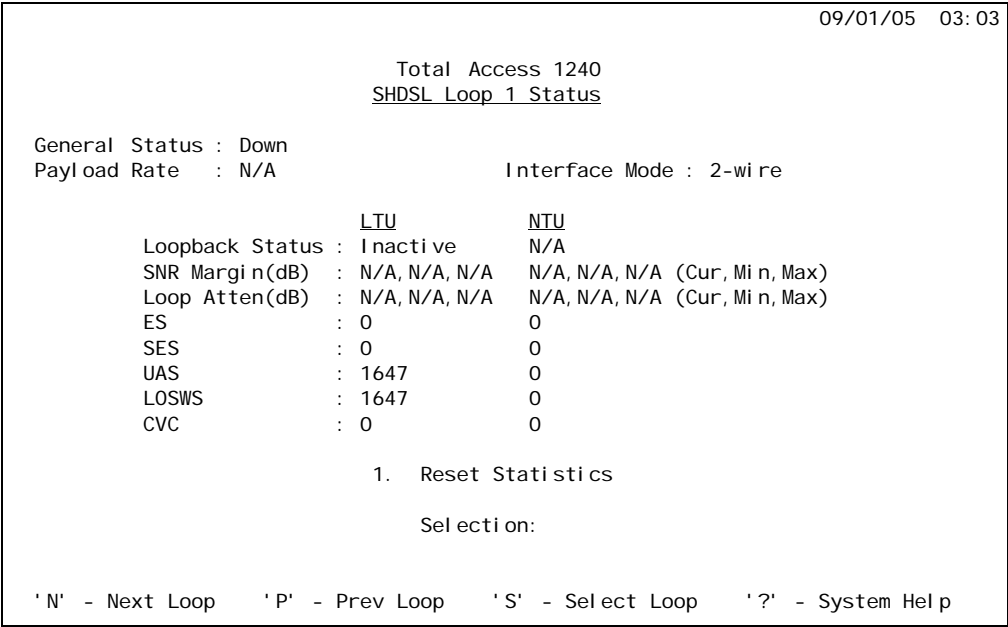 09/01/05 03:03
Total Access 1240
SHDSL Loop 1 Status
General Status : Down
Payload Rate : N/A Interface Mode : 2-wire
LTU NTU
Loopback Status : Inactive N/A
SNR Margin(dB) : N/A,N/A,N/A N/A,N/A,N/A (Cur,Min,Max)
Loop Atten(dB) : N/A,N/A,N/A N/A,N/A,N/A (Cur,Min,Max)
ES : 0 0
SES : 0 0
UAS : 1647 0
LOSWS : 1647 0
CVC : 0 0
1. Reset Statistics
Selection:
'N' - Next Loop 'P' - Prev Loop 'S' - Select Loop '?' - System Help